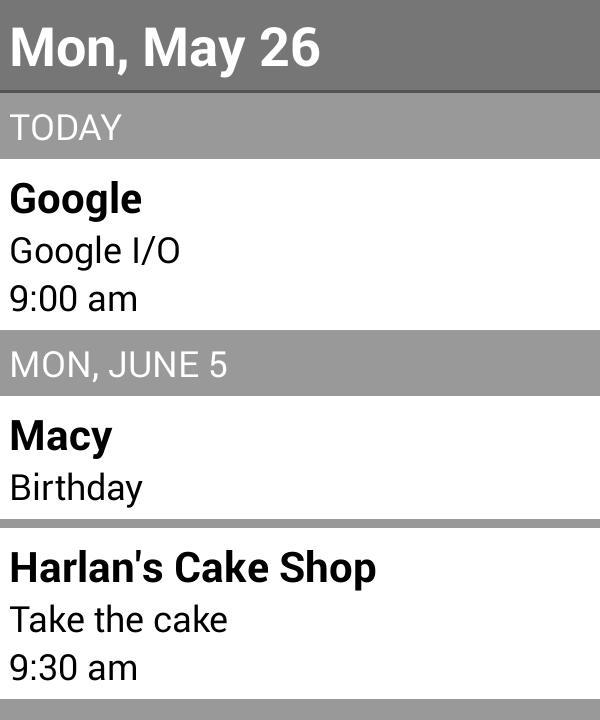 Mon, May 26
TODAY
Google
Google I/O
9:00 am
MON, JUNE 5
Macy
Birthday
Harlan's Cake Shop
Take the cake
9:30 am